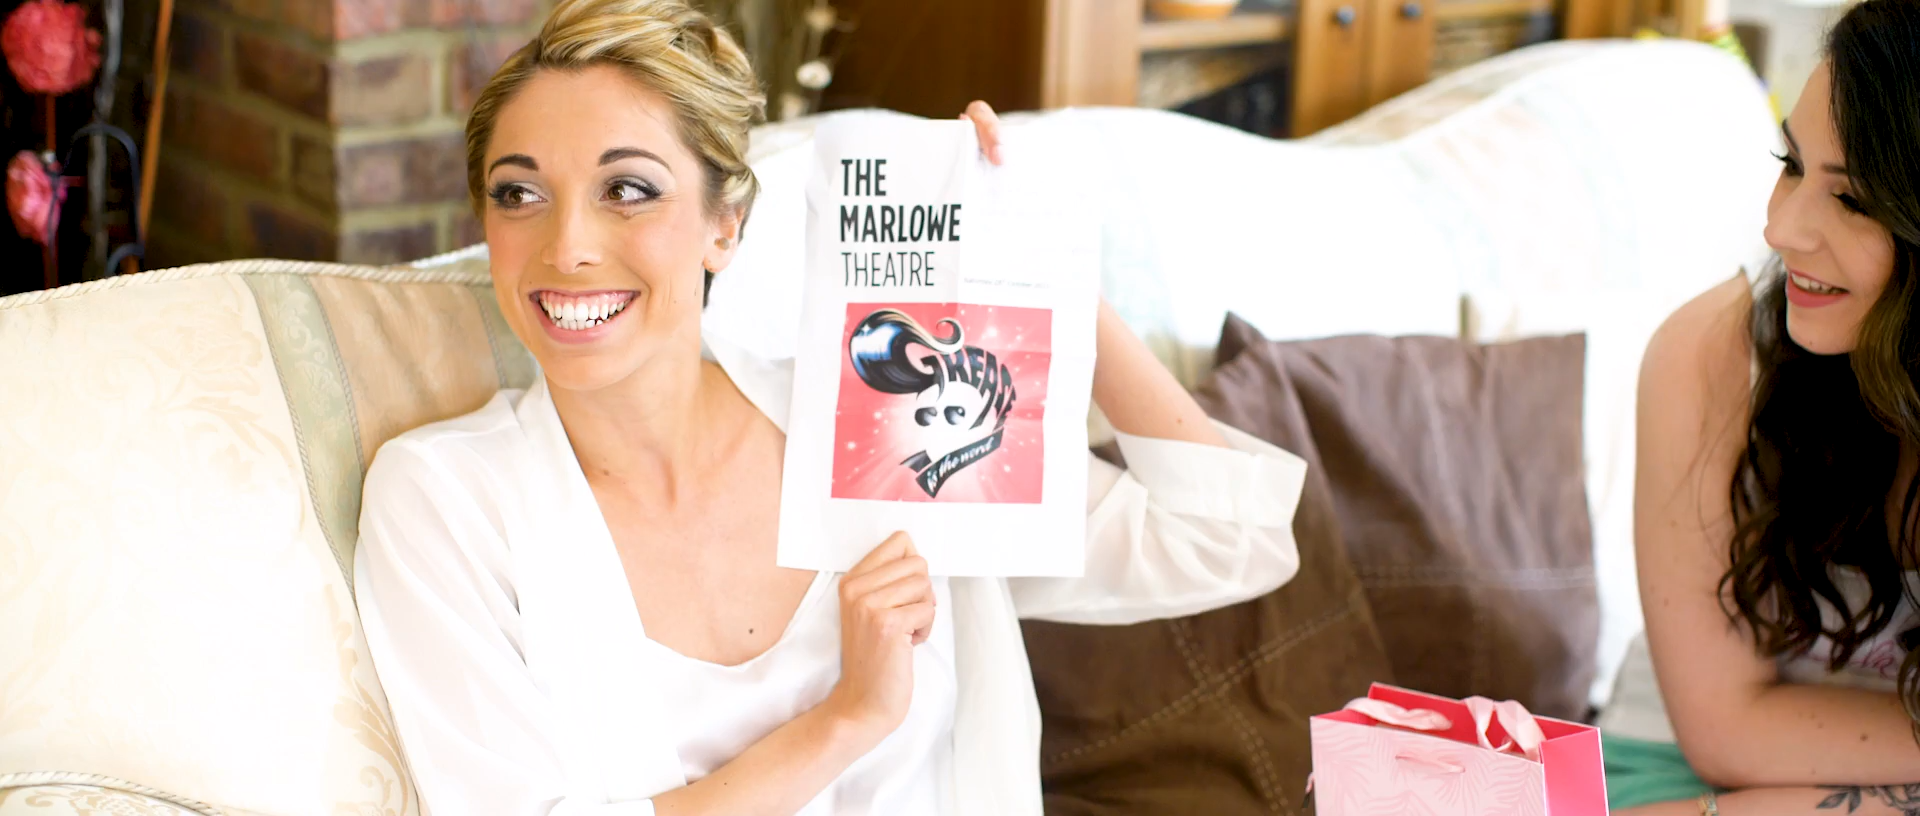 THE
MARLOWE
THEATRE
GREASE
is the word